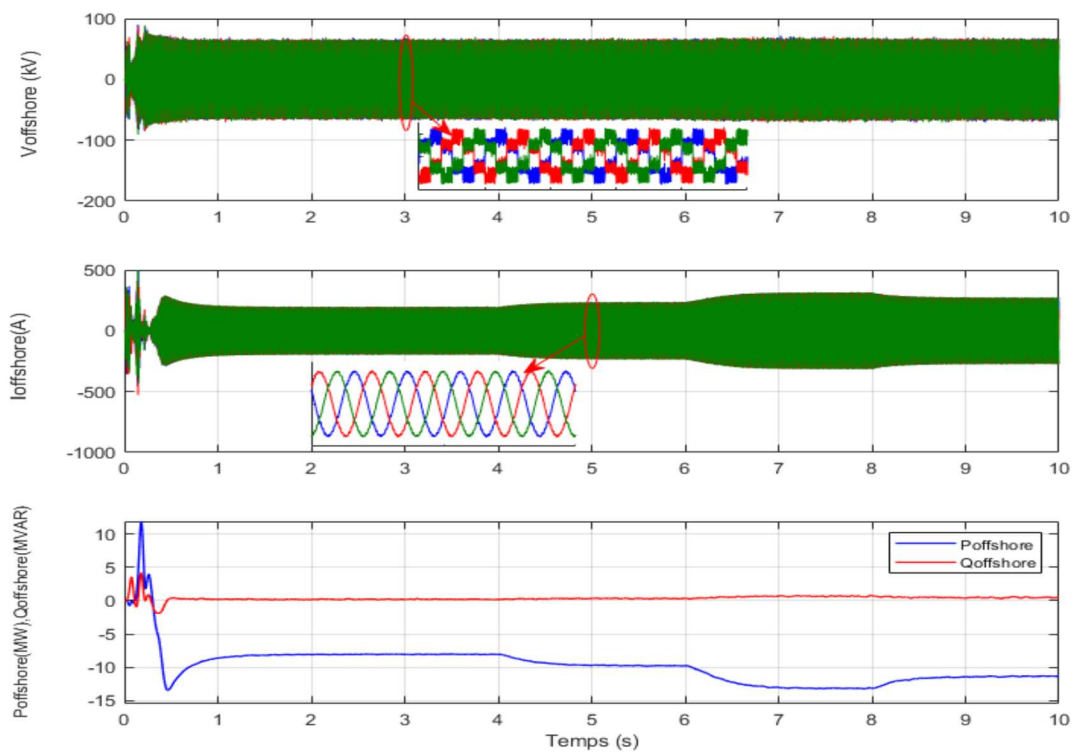 Voffshore (kV)
100
0
-100
-200
0 1 2 3 4 5 6 7 8 9 10
Ioffshore(A)
500
0
-500
-1000
0 1 2 3 4 5 6 7 8 9 10
Poffshore(MW),Qoffshore(MVAR)
10
5
0
-5
-10
-15
Poffshore
Qoffshore
0 1 2 3 4 5 6 7 8 9 10
Temps (s)